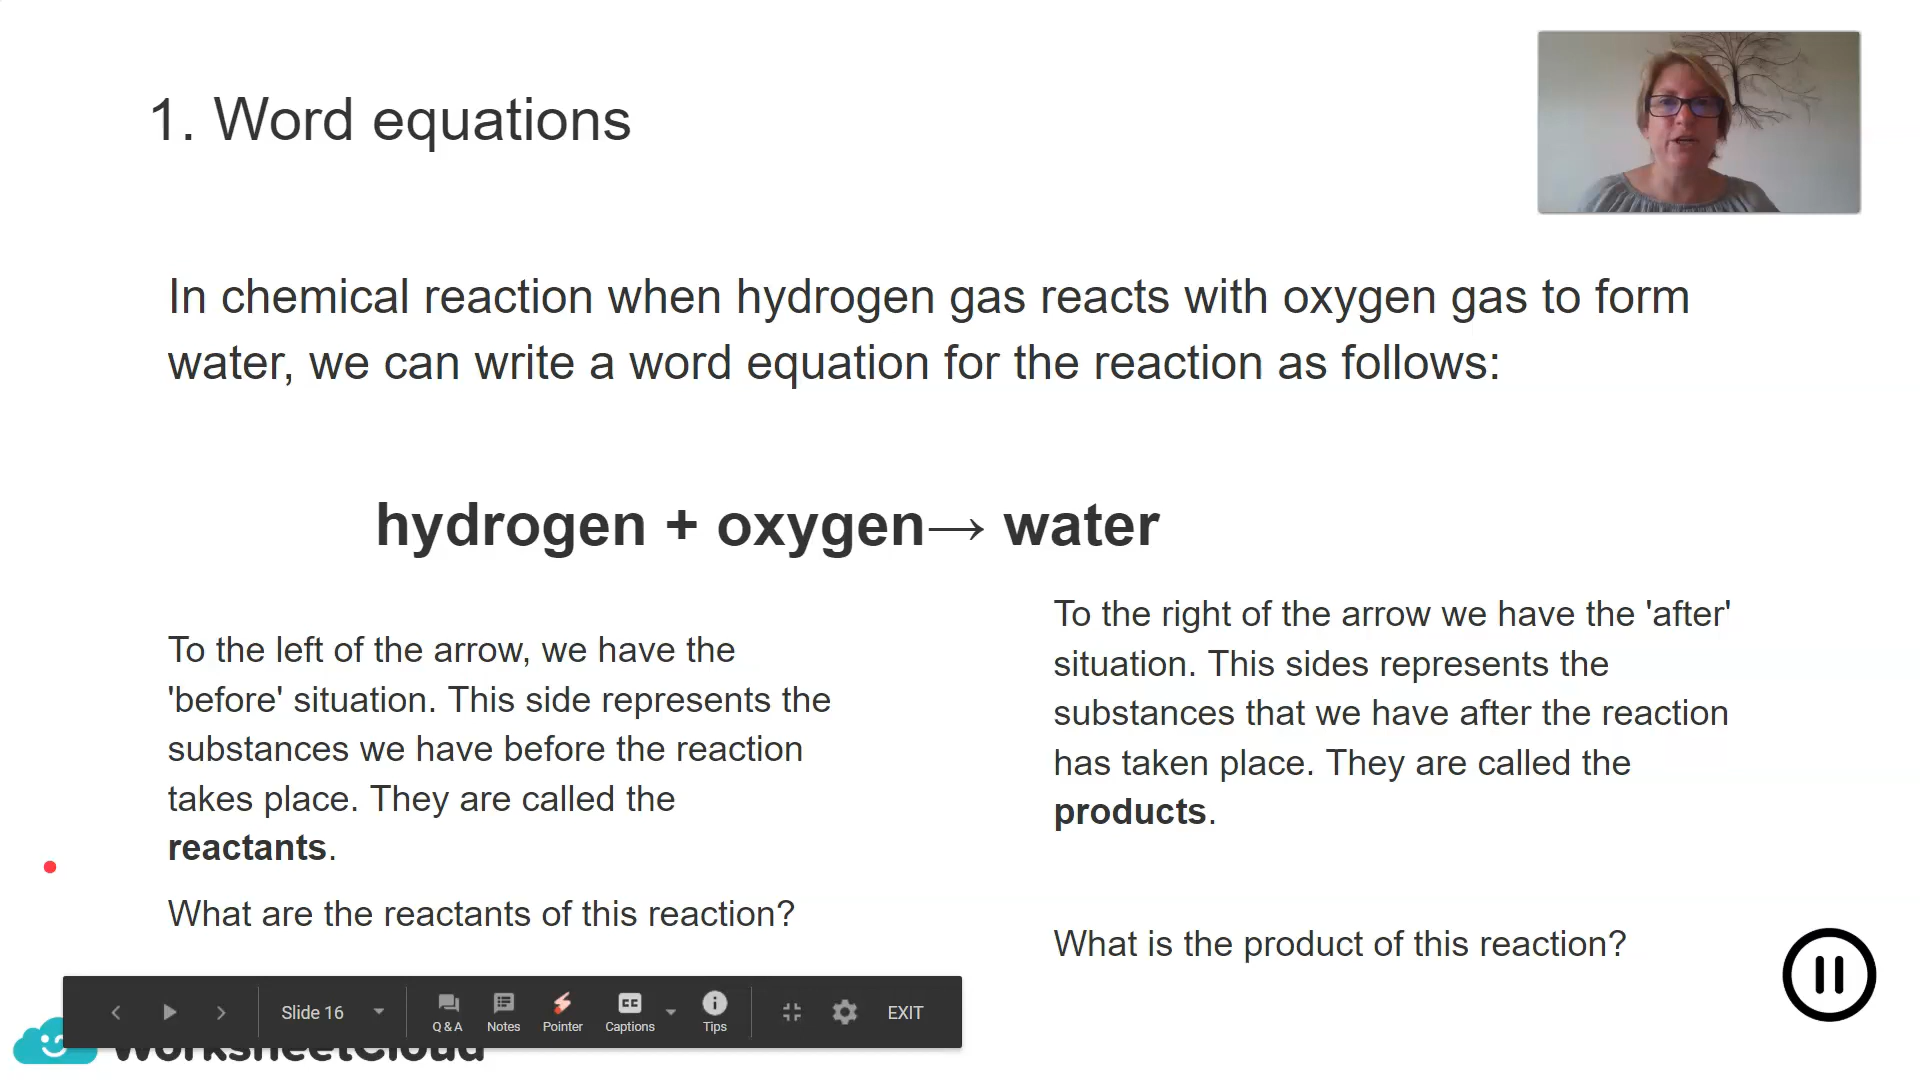 1. Word equations
In chemical reaction when hydrogen gas reacts with oxygen gas to form
water, we can write a word equation for the reaction as follows:
hydrogen + oxygen→ water
To the left of the arrow, we have the
'before' situation. This side represents the
substances we have before the reaction
takes place. They are called the
reactants.
What are the reactants of this reaction?
To the right of the arrow we have the 'after'
situation. This sides represents the
substances that we have after the reaction
has taken place. They are called the
products.
What is the product of this reaction?
Slide 16
Q & A
Notes
Pointer
CC
Captions
Tips
EXIT
WorksheetCloud